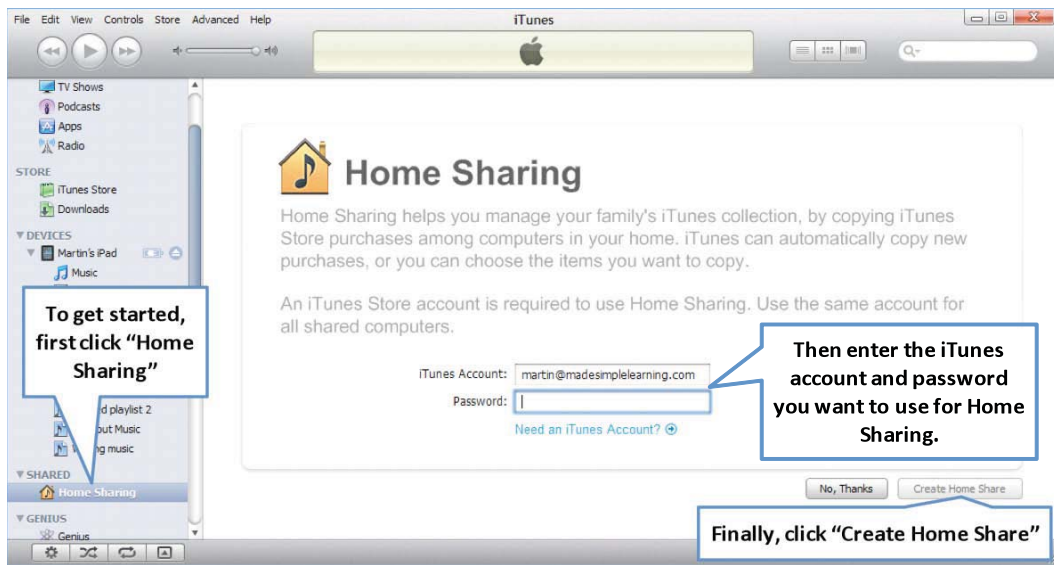 File Edit View Controls Store Advanced Help
iTunes
TV Shows
Podcasts
Apps
Radio
STORE
iTunes Store
Downloads
DEVICES
Martin's iPad
Music
To get started,
first click “Home
Sharing”
d playlist 2
out Music
music
SHARED
Home Sharing
GENIUS
Genius
Home Sharing
Home Sharing helps you manage your family's iTunes collection, by copying iTunes
Store purchases among computers in your home. iTunes can automatically copy new
purchases, or you can choose the items you want to copy.
An iTunes Store account is required to use Home Sharing. Use the same account for
all shared computers.
iTunes Account: martin@madesimplelearning.com
Password:
Need an iTunes Account?
Then enter the iTunes
account and password
you want to use for Home
Sharing.
No, Thanks
Create Home Share
Finally, click “Create Home Share”